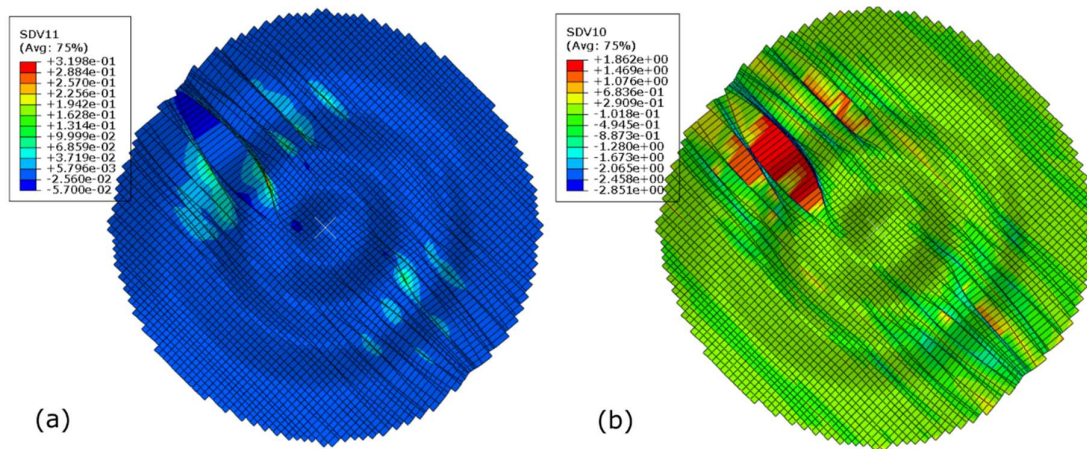 SDV11
(Avg: 75%)
+3.198e-01
+2.884e-01
+2.570e-01
+2.256e-01
+1.942e-01
+1.628e-01
+1.314e-01
+9.999e-02
+6.859e-02
+3.719e-02
+5.796e-03
-2.560e-02
-5.700e-02
(a)
SDV10
(Avg: 75%)
+1.862e+00
+1.469e+00
+1.076e+00
+6.836e-01
+2.909e-01
-1.018e-01
-4.945e-01
-8.873e-01
-1.280e+00
-1.673e+00
-2.065e+00
-2.458e+00
-2.851e+00
(b)